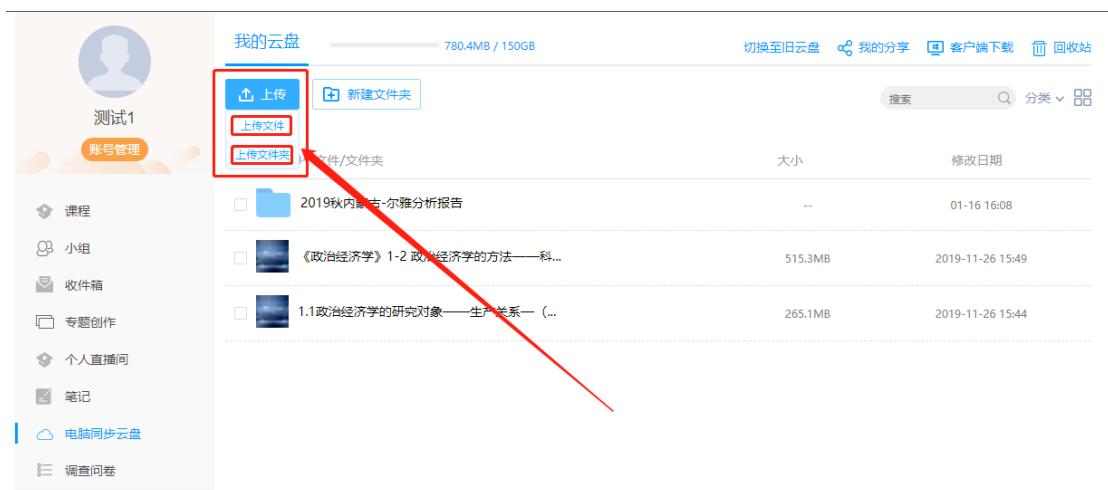 我的云盘 780.4MB / 150GB 切换至旧云盘 我的分享 客户端下载 回收站
上传 新建文件夹 搜索 分类
上传文件
上传文件夹
文件/文件夹 大小 修改日期
2019秋内蒙古-尔雅分析报告 -- 01-16 16:08
《政治经济学》1-2 政治经济学的方法——科... 515.3MB 2019-11-26 15:49
1.1政治经济学的研究对象——生产关系— (... 265.1MB 2019-11-26 15:44
测试1
账号管理
课程
小组
收件箱
专题创作
个人直播间
笔记
电脑同步云盘
调查问卷